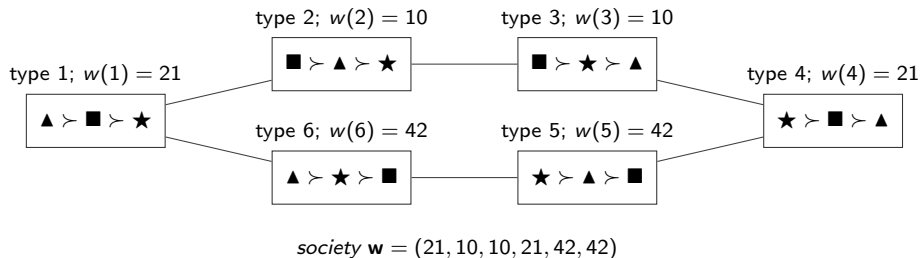 type 2; w(2) = 10
type 3; w(3) = 10
type 1; w(1) = 21
■ ≻ ▲ ≻ ★
■ ≻ ★ ≻ ▲
type 4; w(4) = 21
▲ ≻ ■ ≻ ★
type 6; w(6) = 42
type 5; w(5) = 42
★ ≻ ■ ≻ ▲
▲ ≻ ★ ≻ ■
★ ≻ ▲ ≻ ■
society w = (21, 10, 10, 21, 42, 42)